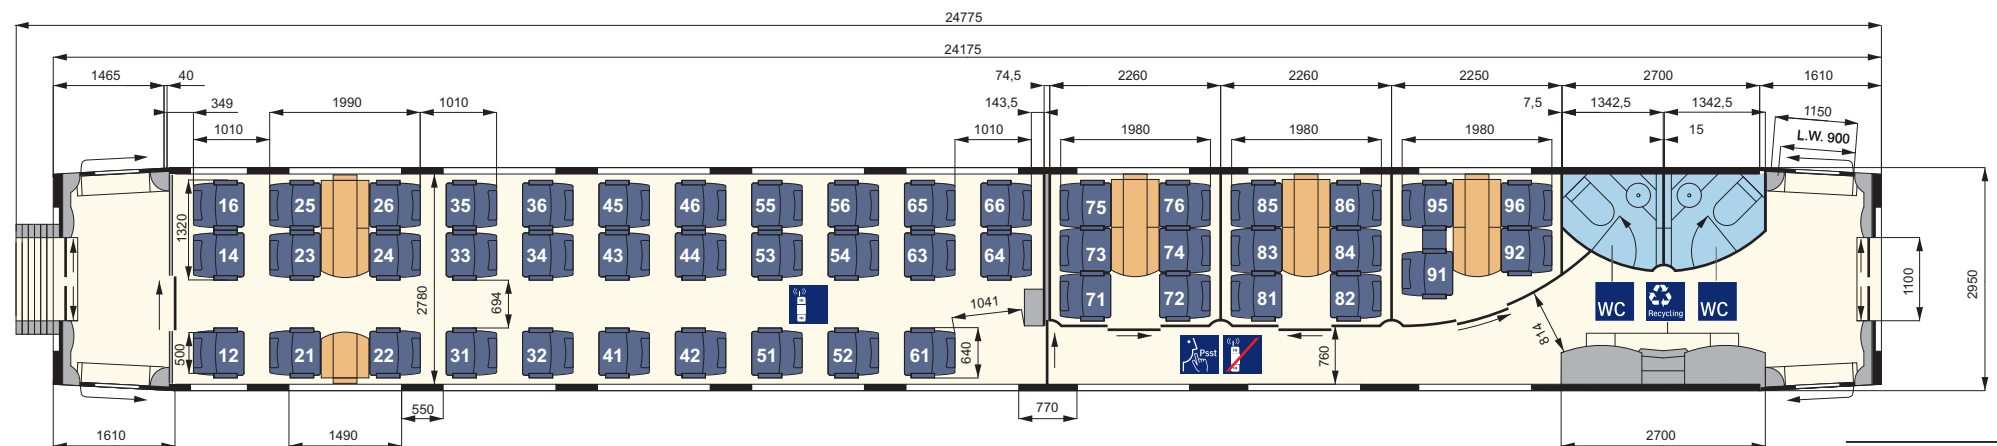 24775
24175
1465 40 74,5 2260 2260 2250 2700 1610
349 1990 1010 143,5 7,5 1342,5 1342,5 1150
1010 1010 1980 1980 1980 15 L.W. 900
16 25 26 35 36 45 46 55 56 65 66 75 76 85 86 95 96
1320
14 23 24 33 34 43 44 53 54 63 64 73 74 83 84 91 92
2780 694 1041 71 72 81 82 1100 2950
WC Recycling WC
500 12 21 22 31 32 41 42 51 52 61 640 Psst 760 814
550 770
1610 1490 2700